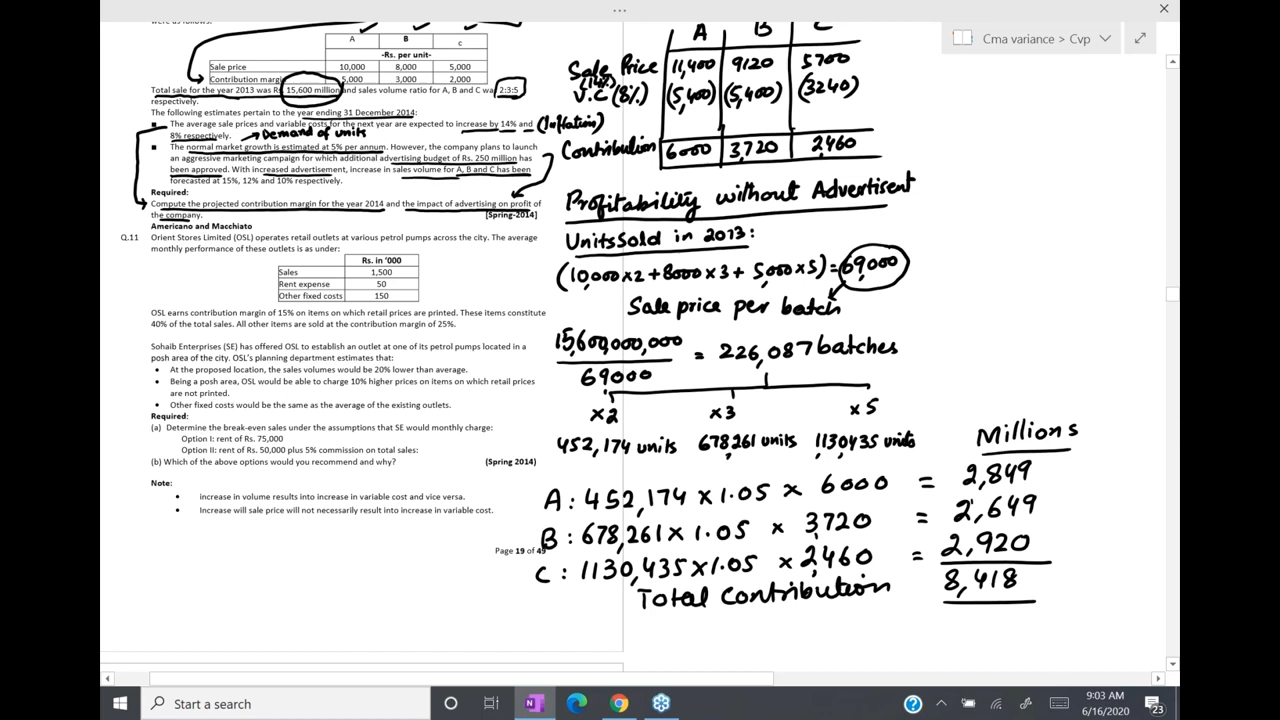 were as follows:
A B C
-Rs. per unit-
Sale price 10,000 8,000 5,000
Contribution margin 5,000 3,000 2,000
Total sale for the year 2013 was Rs. 15,600 million and sales volume ratio for A, B and C was 2:3:5
respectively.
The following estimates pertain to the year ending 31 December 2014:
▪ The average sale prices and variable costs for the next year are expected to increase by 14% and (Inflation)
8% respectively. → Demand of units
▪ The normal market growth is estimated at 5% per annum. However, the company plans to launch
an aggressive marketing campaign for which additional advertising budget of Rs. 250 million has
been approved. With increased advertisement, increase in sales volume for A, B and C has been
forecasted at 15%, 12% and 10% respectively.
Required:
Compute the projected contribution margin for the year 2014 and the impact of advertising on profit of
the company. [Spring-2014]
Americano and Macchiato
Q.11 Orient Stores Limited (OSL) operates retail outlets at various petrol pumps across the city. The average
monthly performance of these outlets is as under:
Rs. in '000
Sales 1,500
Rent expense 50
Other fixed costs 150
OSL earns contribution margin of 15% on items on which retail prices are printed. These items constitute
40% of the total sales. All other items are sold at the contribution margin of 25%.
Sohaib Enterprises (SE) has offered OSL to establish an outlet at one of its petrol pumps located in a
posh area of the city. OSL's planning department estimates that:
• At the proposed location, the sales volumes would be 20% lower than average.
• Being a posh area, OSL would be able to charge 10% higher prices on items on which retail prices
are not printed.
• Other fixed costs would be the same as the average of the existing outlets.
Required:
(a) Determine the break-even sales under the assumptions that SE would monthly charge:
Option I: rent of Rs. 75,000
Option II: rent of Rs. 50,000 plus 5% commission on total sales:
(b) Which of the above options would you recommend and why? (Spring 2014)
Note:
• increase in volume results into increase in variable cost and vice versa.
• Increase will sale price will not necessarily result into increase in variable cost.
Page 19 of 49
A B C
Sale Price 11,400 9120 5700
(14%)
V.C (8%) (5,400) (5,400) (3240)
Contribution 6000 3,720 2,460
Profitability without Advertisent
Units Sold in 2013:
(10,000 x 2 + 8000 x 3 + 5,000 x 5) = 69,000
Sale price per batch
15,600,000,000 / 69000 = 226,087 batches
x2 x3 x5
452,174 units 678,261 units 1,130,435 units
Millions
A : 452,174 x 1.05 x 6000 = 2,849
B : 678,261 x 1.05 x 3,720 = 2,649
C : 1130,435 x 1.05 x 2,460 = 2,920
Total Contribution 8,418
Cma variance > Cvp
Start a search
9:03 AM
6/16/2020
23